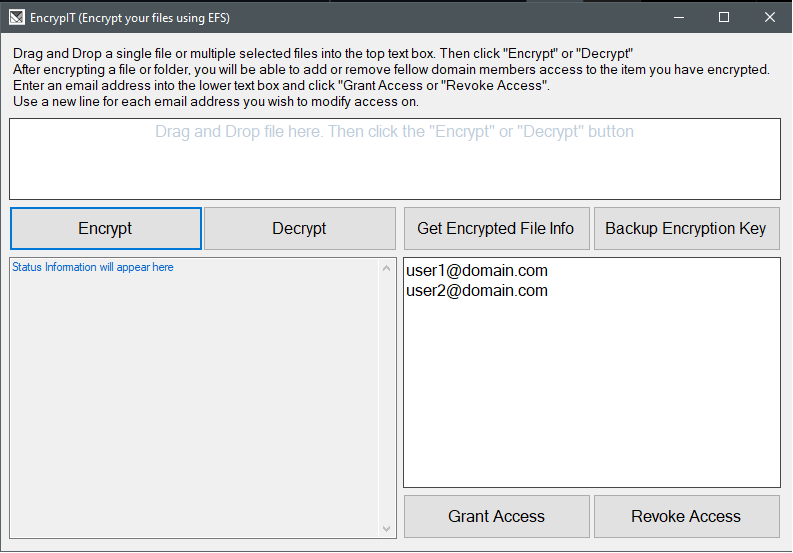 EncrypIT (Encrypt your files using EFS)
Drag and Drop a single file or multiple selected files into the top text box. Then click "Encrypt" or "Decrypt"
After encrypting a file or folder, you will be able to add or remove fellow domain members access to the item you have encrypted.
Enter an email address into the lower text box and click "Grant Access or "Revoke Access".
Use a new line for each email address you wish to modify access on.
Drag and Drop file here. Then click the "Encrypt" or "Decrypt" button
Encrypt
Decrypt
Get Encrypted File Info
Backup Encryption Key
Status Information will appear here
user1@domain.com
user2@domain.com
Grant Access
Revoke Access